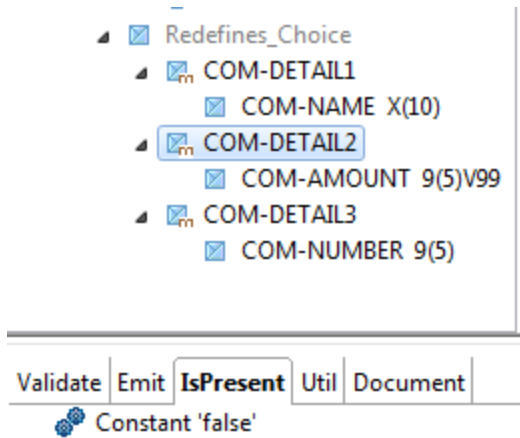 Redefines_Choice
COM-DETAIL1
COM-NAME X(10)
COM-DETAIL2
COM-AMOUNT 9(5)V99
COM-DETAIL3
COM-NUMBER 9(5)
Validate Emit IsPresent Util Document
Constant 'false'